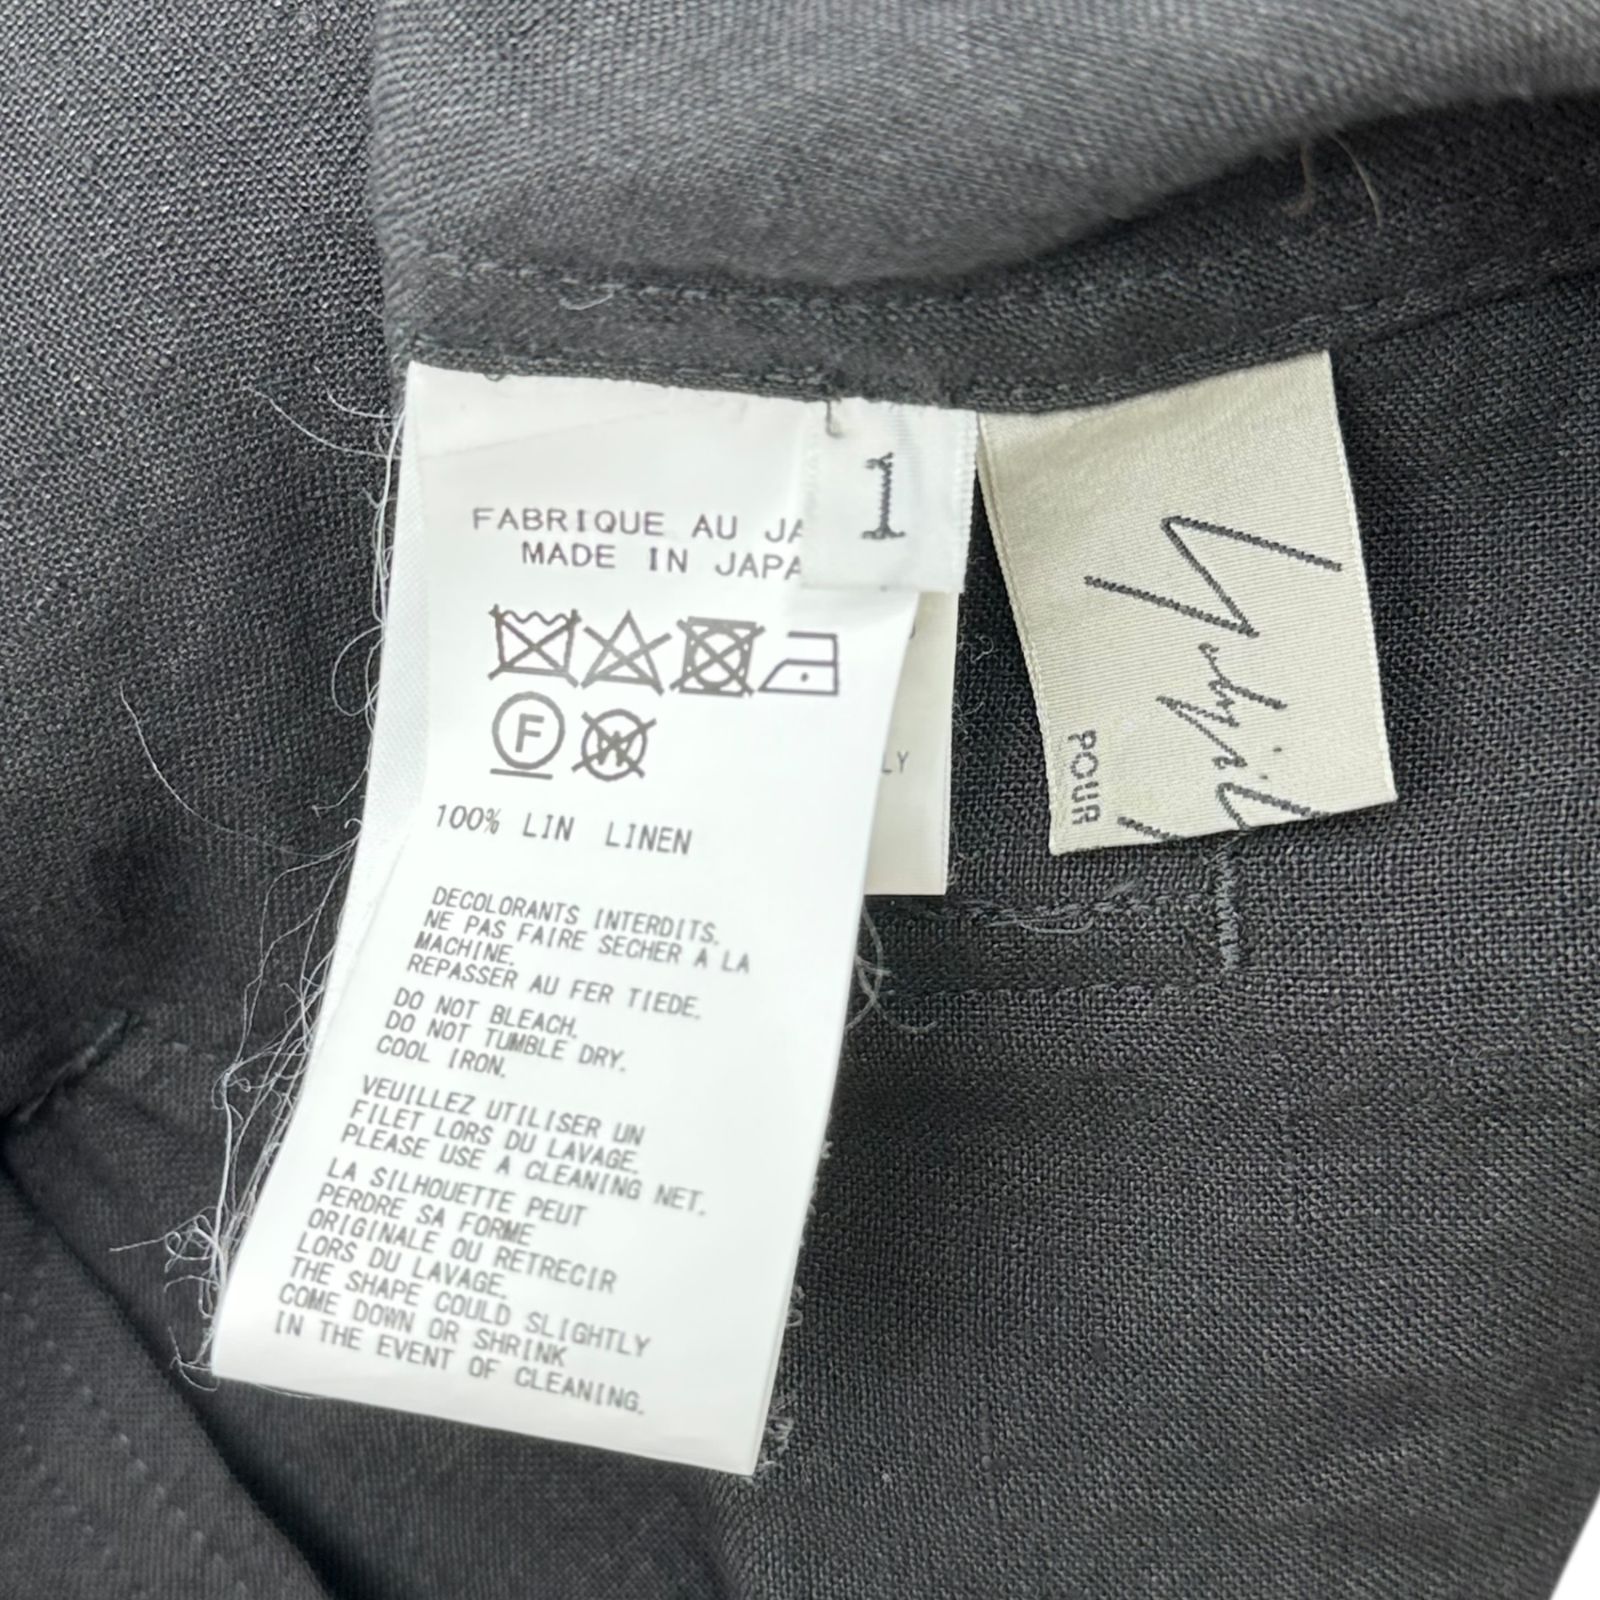 FABRIQUE AU JA
MADE IN JAPA
1
F
W
100% LIN LINEN
DECOLORANTS INTERDITS.
NE PAS FAIRE SECHER A LA
MACHINE.
REPASSER AU FER TIEDE.
DO NOT BLEACH.
DO NOT TUMBLE DRY.
COOL IRON.
VEUILLEZ UTILISER UN
FILET LORS DU LAVAGE.
PLEASE USE A CLEANING NET.
LA SILHOUETTE PEUT
PERDRE SA FORME
ORIGINALE OU RETRECIR
LORS DU LAVAGE.
THE SHAPE COULD SLIGHTLY
COME DOWN OR SHRINK
IN THE EVENT OF CLEANING.
LY
POUR